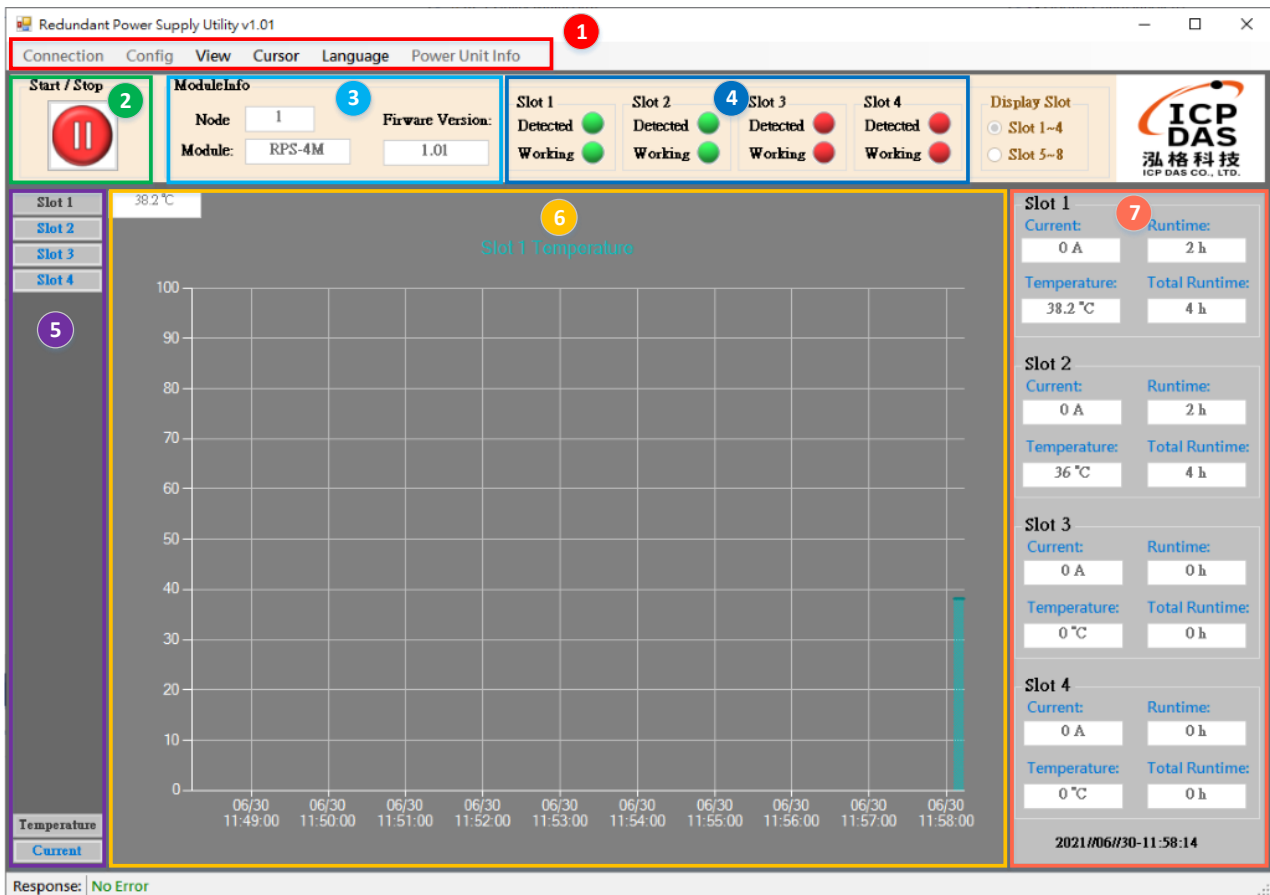 Redundant Power Supply Utility v1.01
1
Connection Config View Cursor Language Power Unit Info
Start / Stop
2
ModuleInfo
3
Node 1
Firware Version:
Module: RPS-4M
1.01
4
Slot 1 Slot 2 Slot 3 Slot 4
Detected Detected Detected Detected
Working Working Working Working
Display Slot
Slot 1~4
Slot 5~8
ICP
DAS
泓格科技
ICP DAS CO., LTD.
Slot 1
Slot 2
Slot 3
Slot 4
5
Temperature
Current
38.2 °C
6
Slot 1 Temperature
100
90
80
70
60
50
40
30
20
10
0
06/30 06/30 06/30 06/30 06/30 06/30 06/30 06/30 06/30 06/30
11:49:00 11:50:00 11:51:00 11:52:00 11:53:00 11:54:00 11:55:00 11:56:00 11:57:00 11:58:00
7
Slot 1
Current: Runtime:
0 A 2 h
Temperature: Total Runtime:
38.2 °C 4 h
Slot 2
Current: Runtime:
0 A 2 h
Temperature: Total Runtime:
36 °C 4 h
Slot 3
Current: Runtime:
0 A 0 h
Temperature: Total Runtime:
0 °C 0 h
Slot 4
Current: Runtime:
0 A 0 h
Temperature: Total Runtime:
0 °C 0 h
2021//06//30-11:58:14
Response: No Error